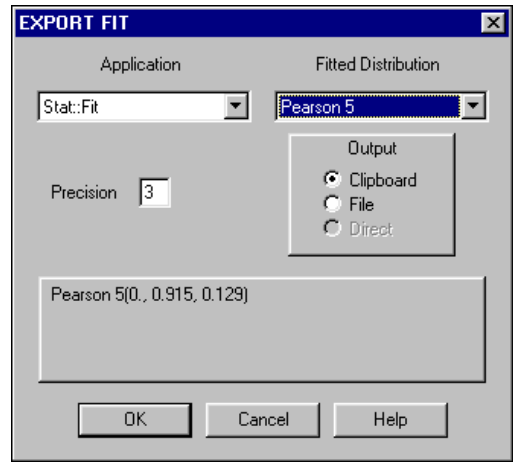 EXPORT FIT
Application
Fitted Distribution
Stat::Fit
Pearson 5
Output
Clipboard
Precision 3
File
Direct
Pearson 5(0., 0.915, 0.129)
OK Cancel Help